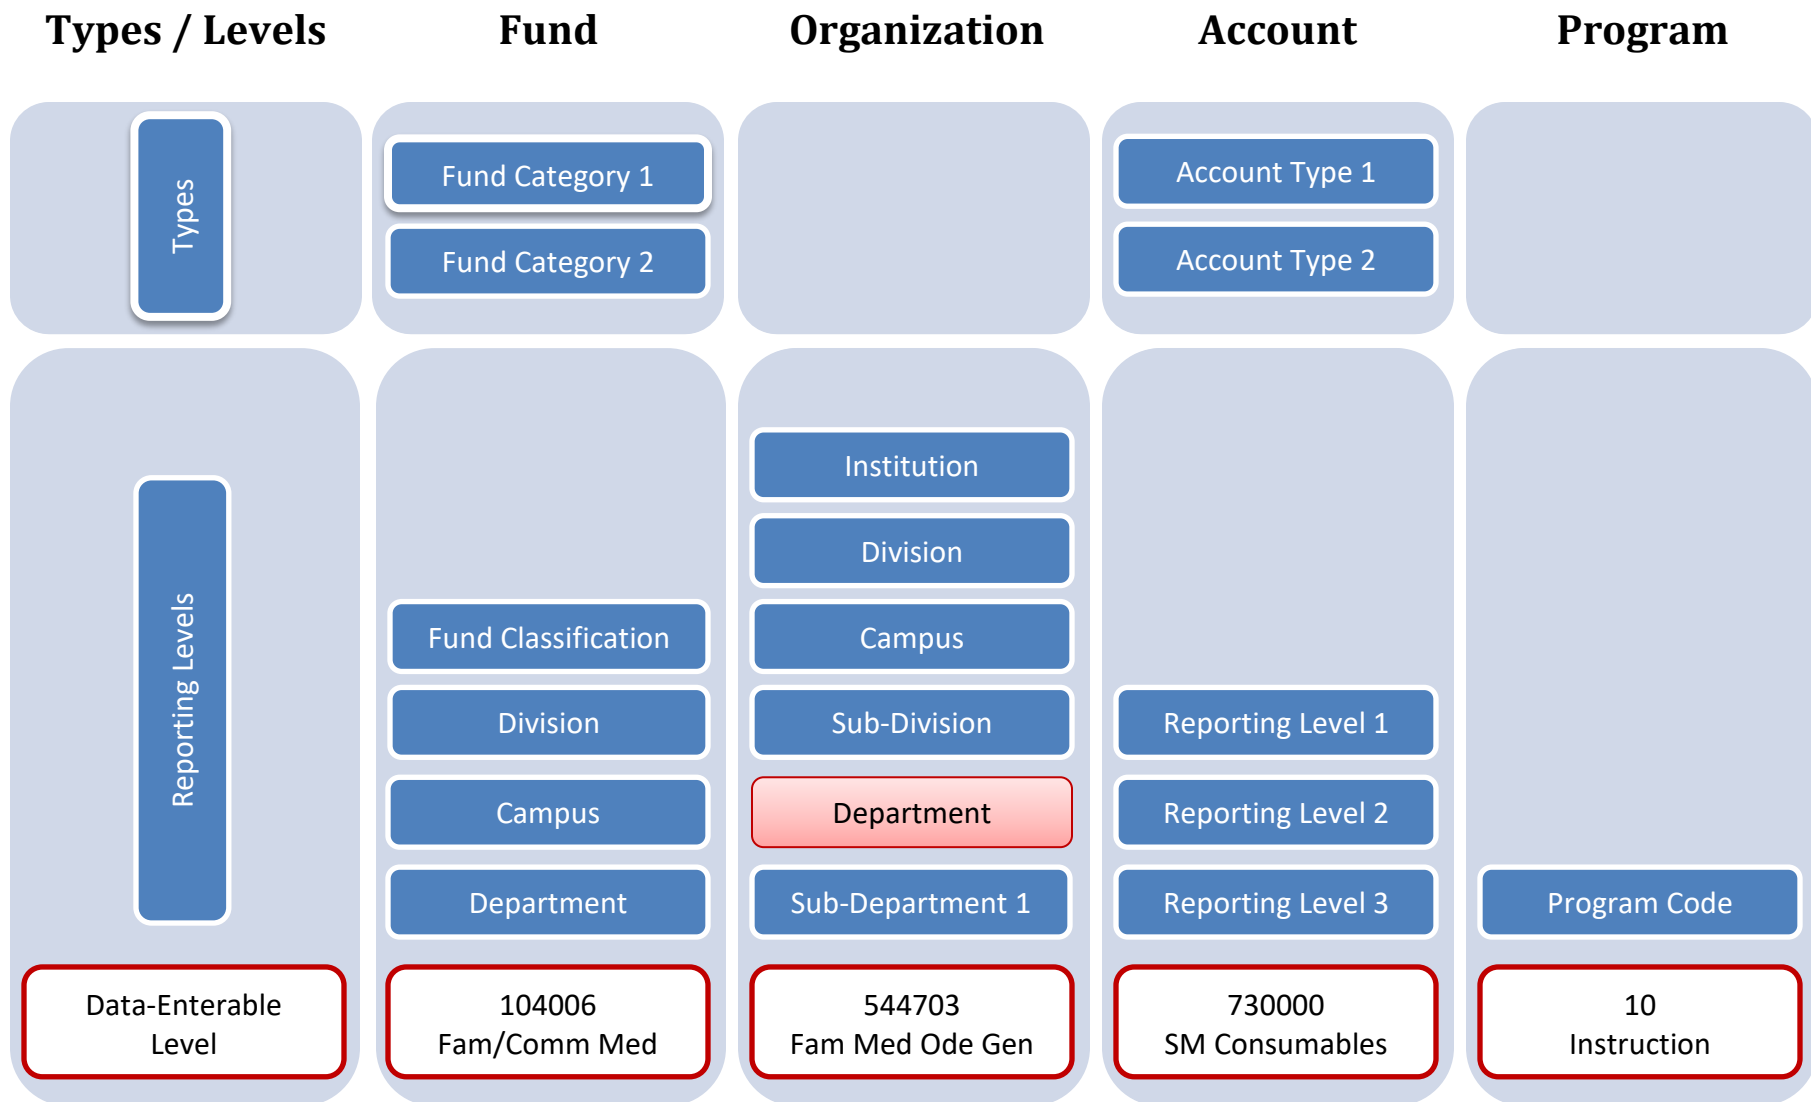 Types / Levels
Fund
Organization
Account
Program
Types
Fund Category 1
Fund Category 2
Account Type 1
Account Type 2
Reporting Levels
Fund Classification
Division
Campus
Department
Institution
Division
Campus
Sub-Division
Department
Sub-Department 1
Reporting Level 1
Reporting Level 2
Reporting Level 3
Program Code
Data-Enterable
Level
104006
Fam/Comm Med
544703
Fam Med Ode Gen
730000
SM Consumables
10
Instruction